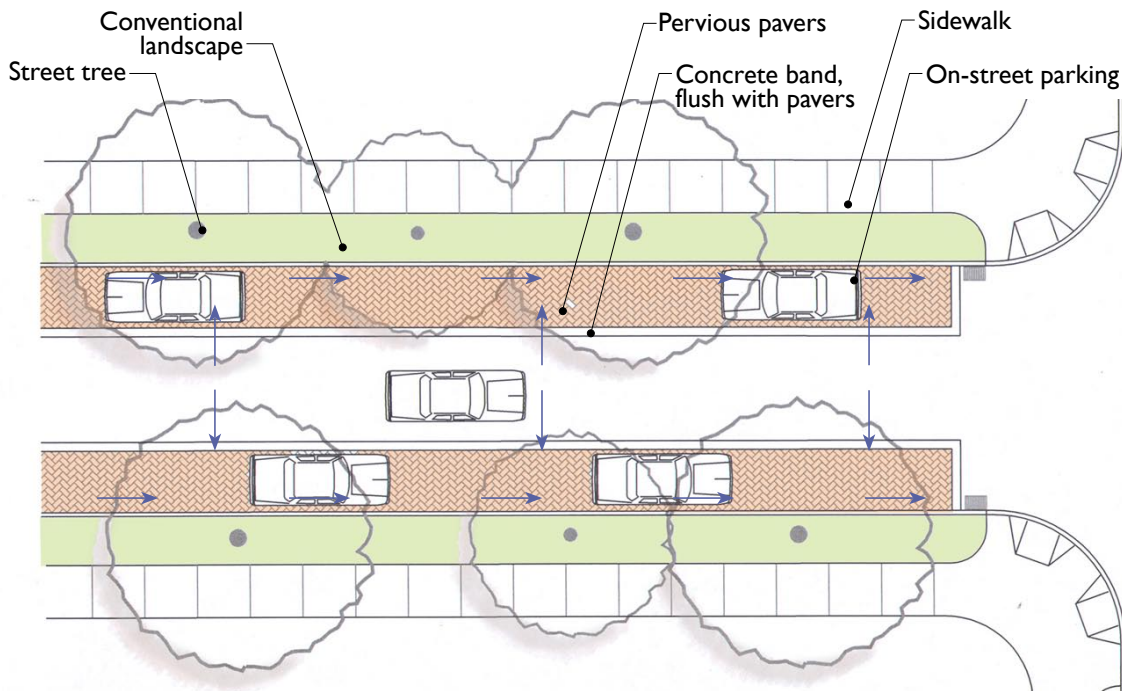 Conventional
landscape
Street tree
Pervious pavers
Concrete band,
flush with pavers
Sidewalk
On-street parking